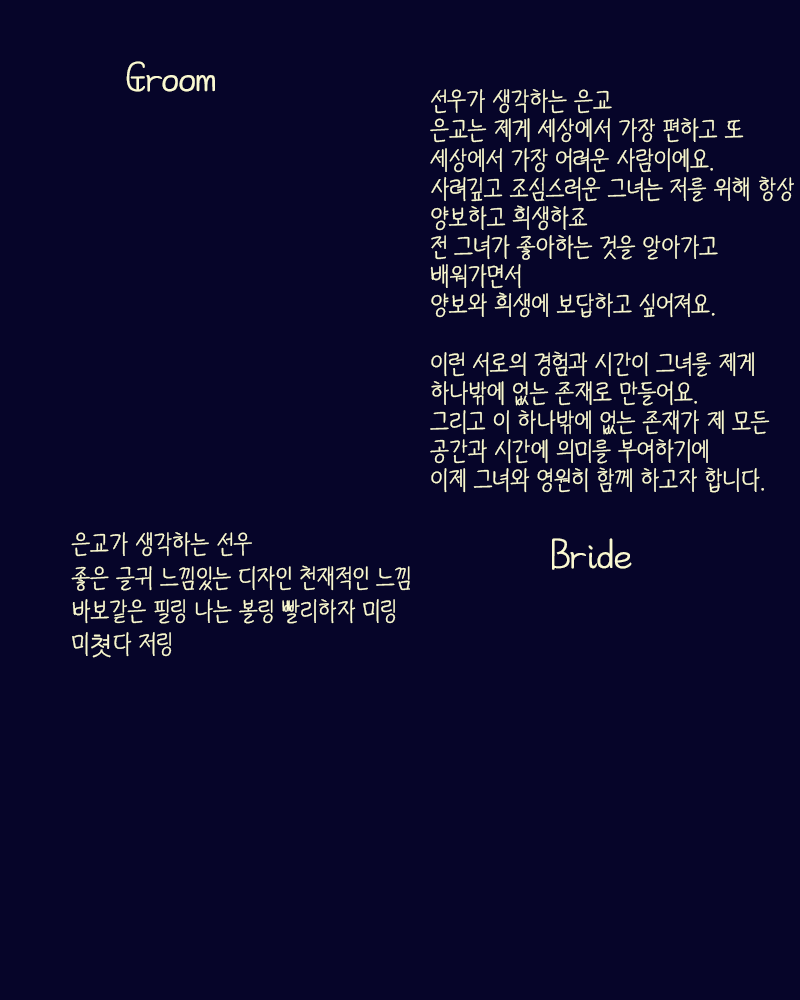 Groom
선우가 생각하는 은교
은교는 제게 세상에서 가장 편하고 또
세상에서 가장 어려운 사람이에요.
사려깊고 조심스러운 그녀는 저를 위해 항상
양보하고 희생하죠
전 그녀가 좋아하는 것을 알아가고
배워가면서
양보와 희생에 보답하고 싶어져요.
이런 서로의 경험과 시간이 그녀를 제게
하나밖에 없는 존재로 만들어요.
그리고 이 하나밖에 없는 존재가 제 모든
공간과 시간에 의미를 부여하기에
이제 그녀와 영원히 함께 하고자 합니다.
은교가 생각하는 선우
좋은 글귀 느낌있는 디자인 천재적인 느낌
바보같은 필링 나는 볼링 빨리하자 미링
미쳣다 저링
Bride